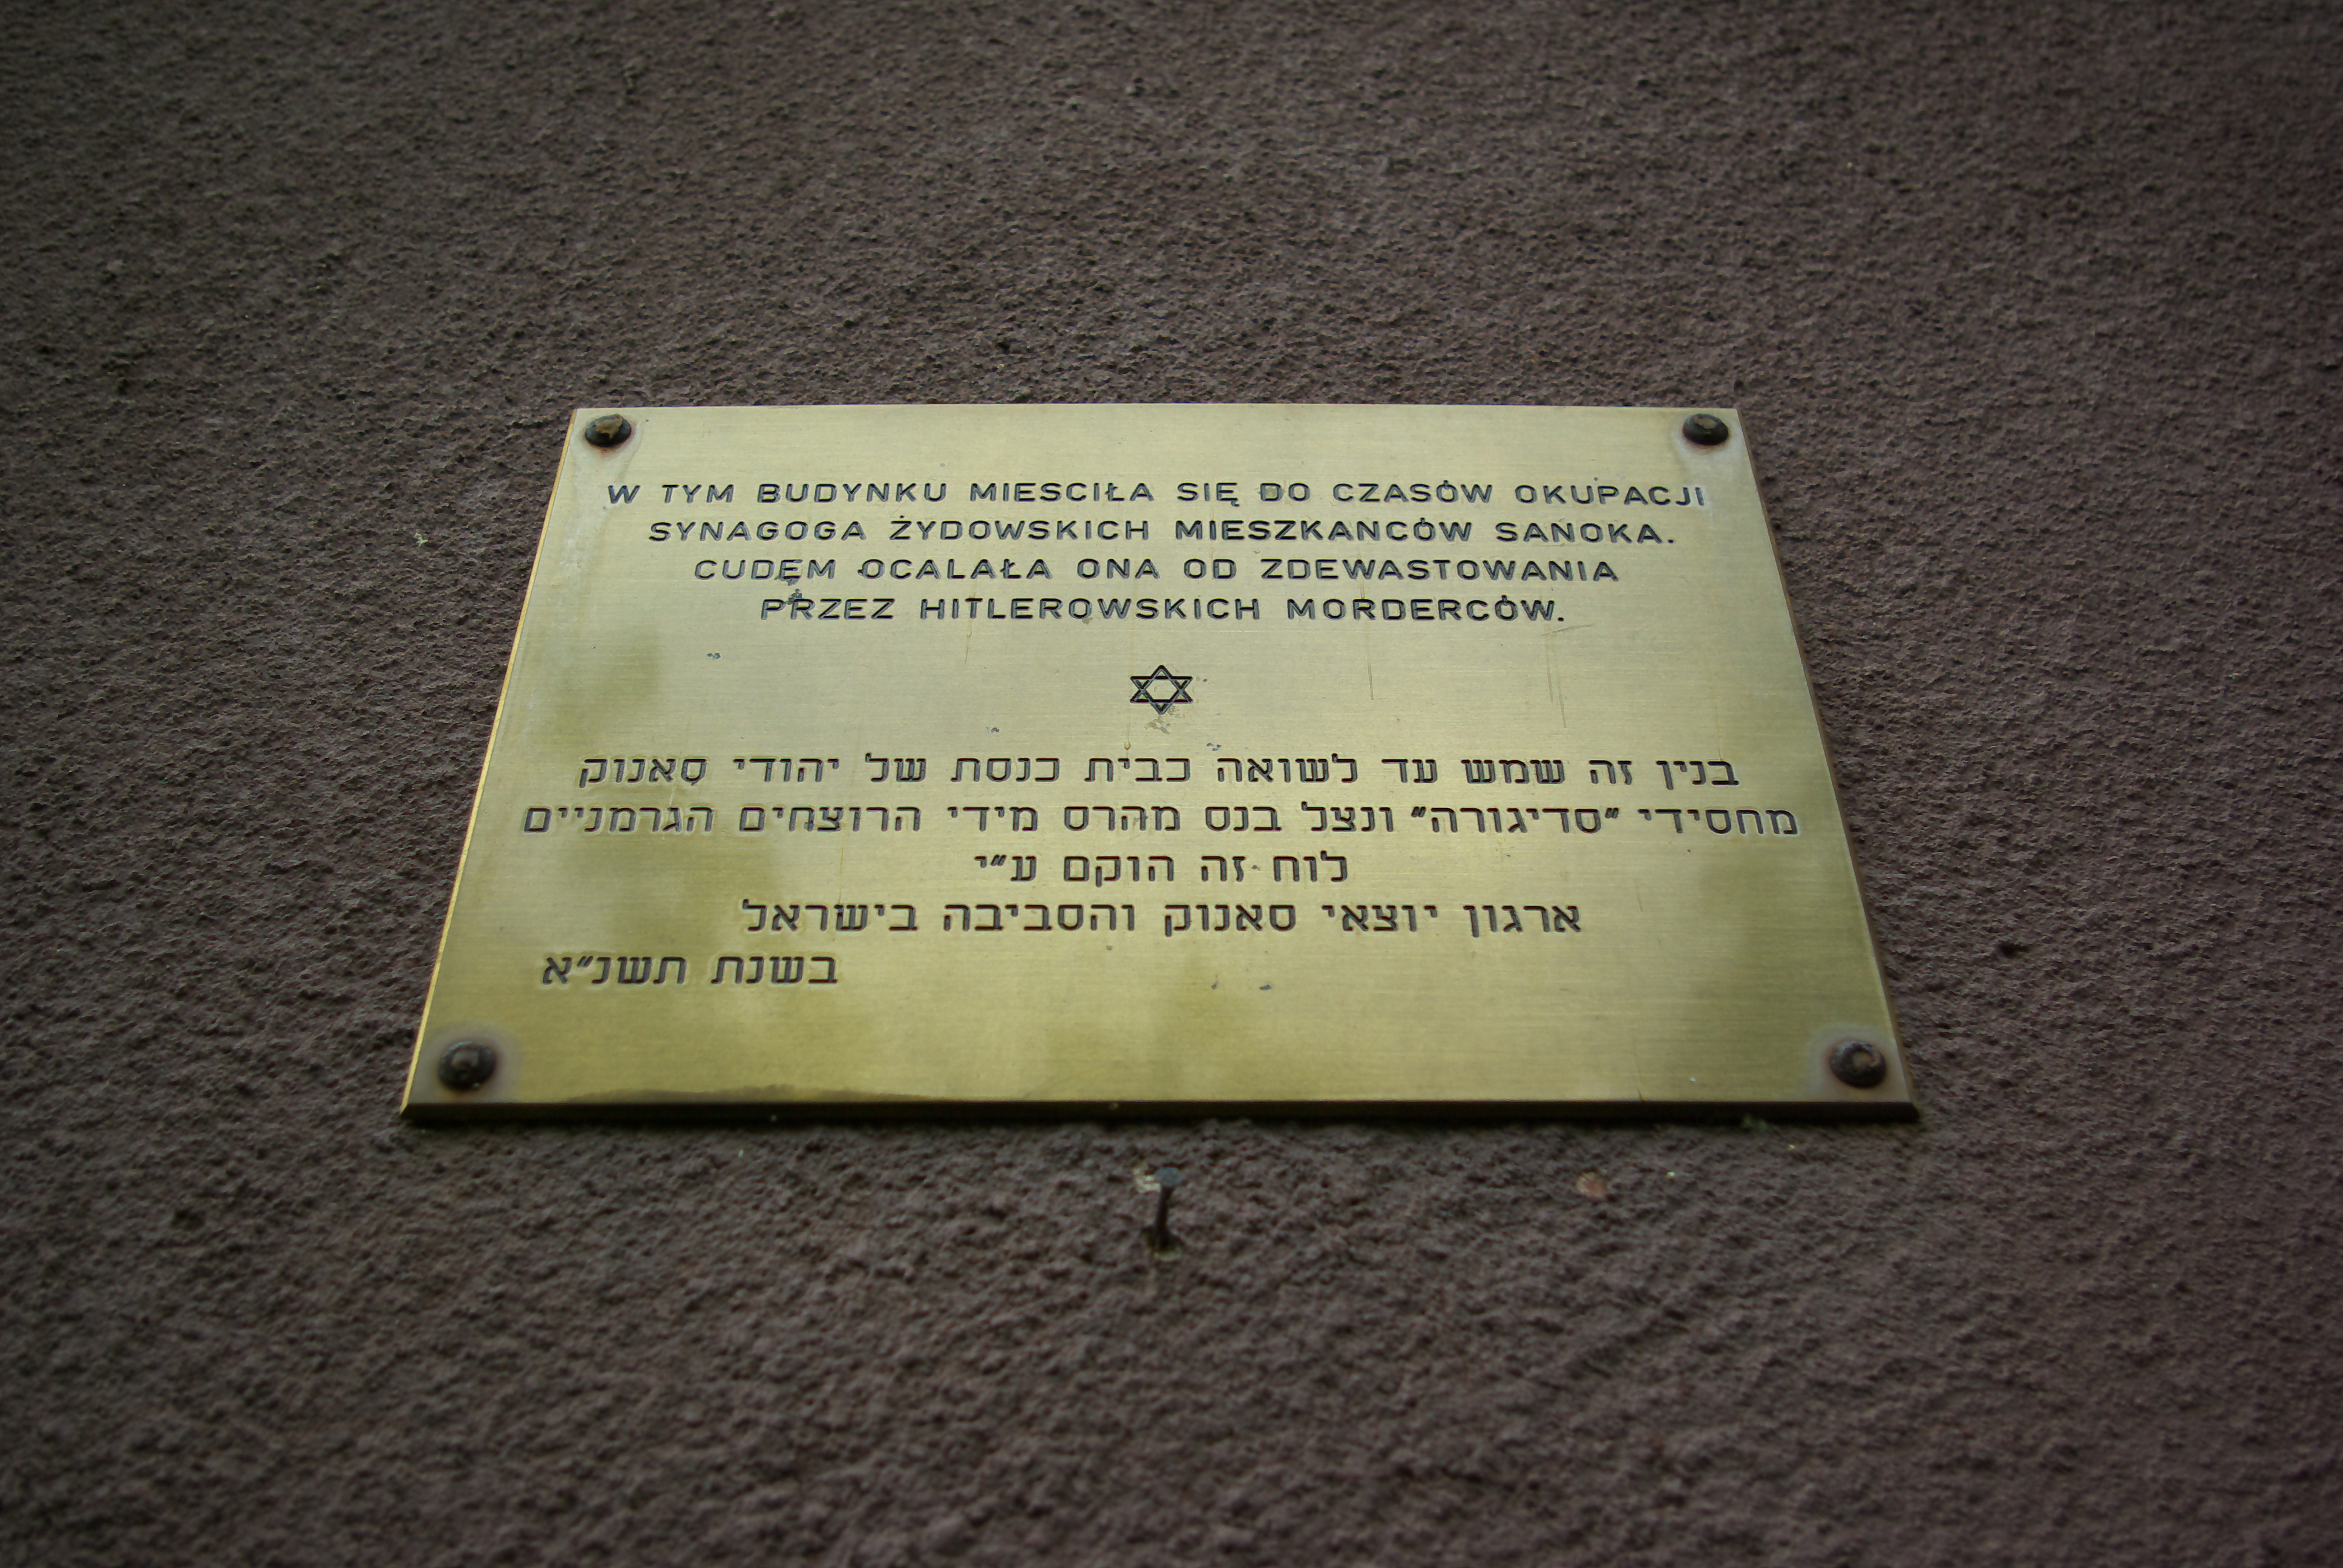 W TYM BUDYNKU MIESCIŁA SIĘ DO CZASÓW OKUPACJI
SYNAGOGA ŻYDOWSKICH MIESZKANCÓW SANOKA.
CUDEM OCALAŁA ONA OD ZDEWASTOWANIA
PRZEZ HITLEROWSKICH MORDERCÓW.
בנין זה שמש עד לשואה כבית כנסת של יהודי סאנוק
מחסידי "סדיגורה" ונצל בנס מהרס מידי הרוצחים הגרמניים
לוח זה הוקם ע"י
ארגון יוצאי סאנוק והסביבה בישראל
בשנת תשנ"א